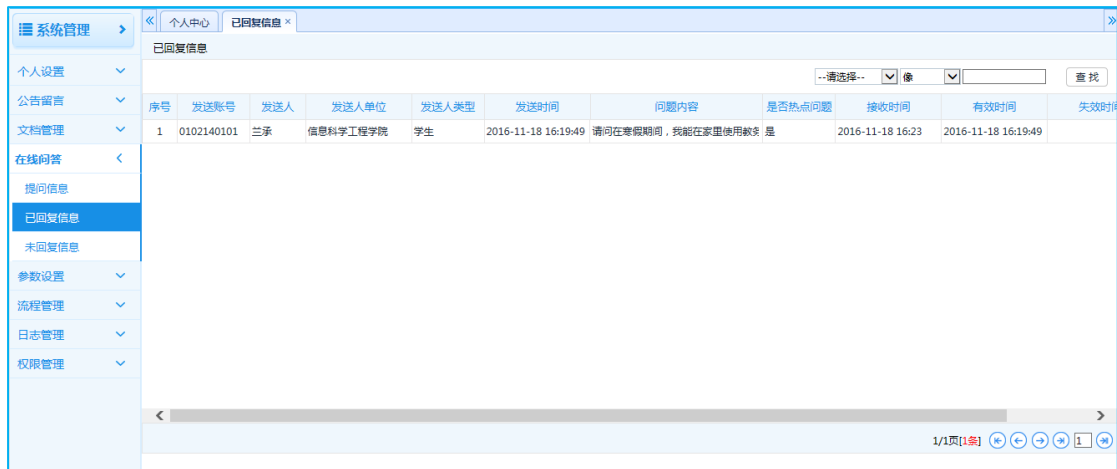 系统管理
个人中心 已回复信息 ×
已回复信息
个人设置
公告留言
文档管理
在线问答
提问信息
已回复信息
未回复信息
参数设置
流程管理
日志管理
权限管理
--请选择-- 像 查 找
序号 发送账号 发送人 发送人单位 发送人类型 发送时间 问题内容 是否热点问题 接收时间 有效时间 失效时间
1 0102140101 兰承 信息科学工程学院 学生 2016-11-18 16:19:49 请问在寒假期间，我能在家里使用教务 是 2016-11-18 16:23 2016-11-18 16:19:49
1/1页[1条] 1